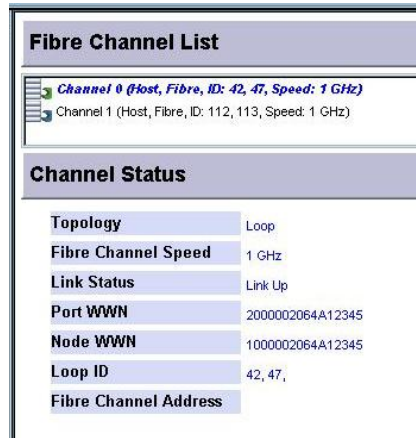 Fibre Channel List
Channel 0 (Host, Fibre, ID: 42, 47, Speed: 1 GHz)
Channel 1 (Host, Fibre, ID: 112, 113, Speed: 1 GHz)
Channel Status
Topology Loop
Fibre Channel Speed 1 GHz
Link Status Link Up
Port WWN 2000002064A12345
Node WWN 1000002064A12345
Loop ID 42, 47,
Fibre Channel Address